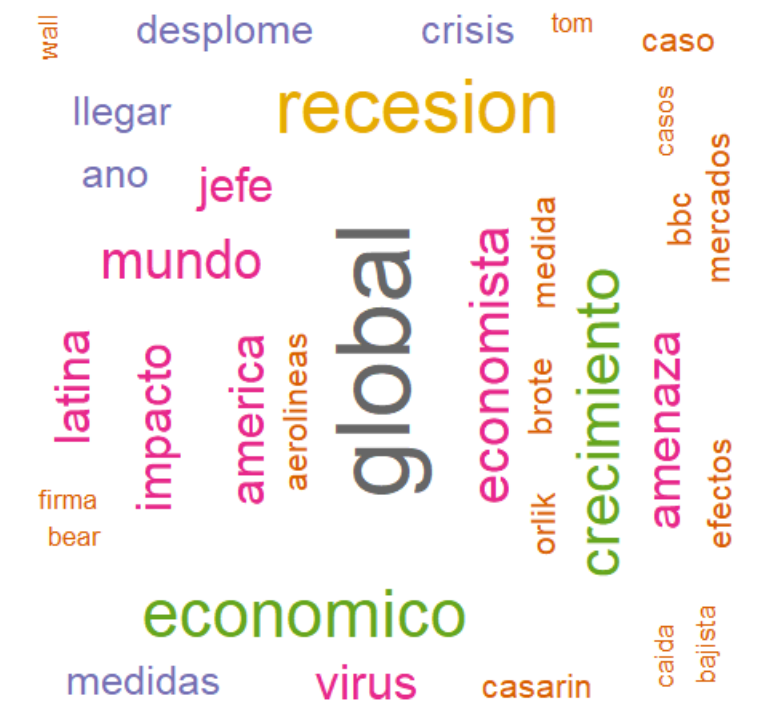 wall
desplome
crisis
tom
caso
llegar
recesion
casos
mercados
ano
jefe
bbc
medida
mundo
global
economista
crecimiento
latina
impacto
america
aerolineas
brote
amenaza
firma
bear
orlik
efectos
economico
caida
bajista
medidas
virus
casarin